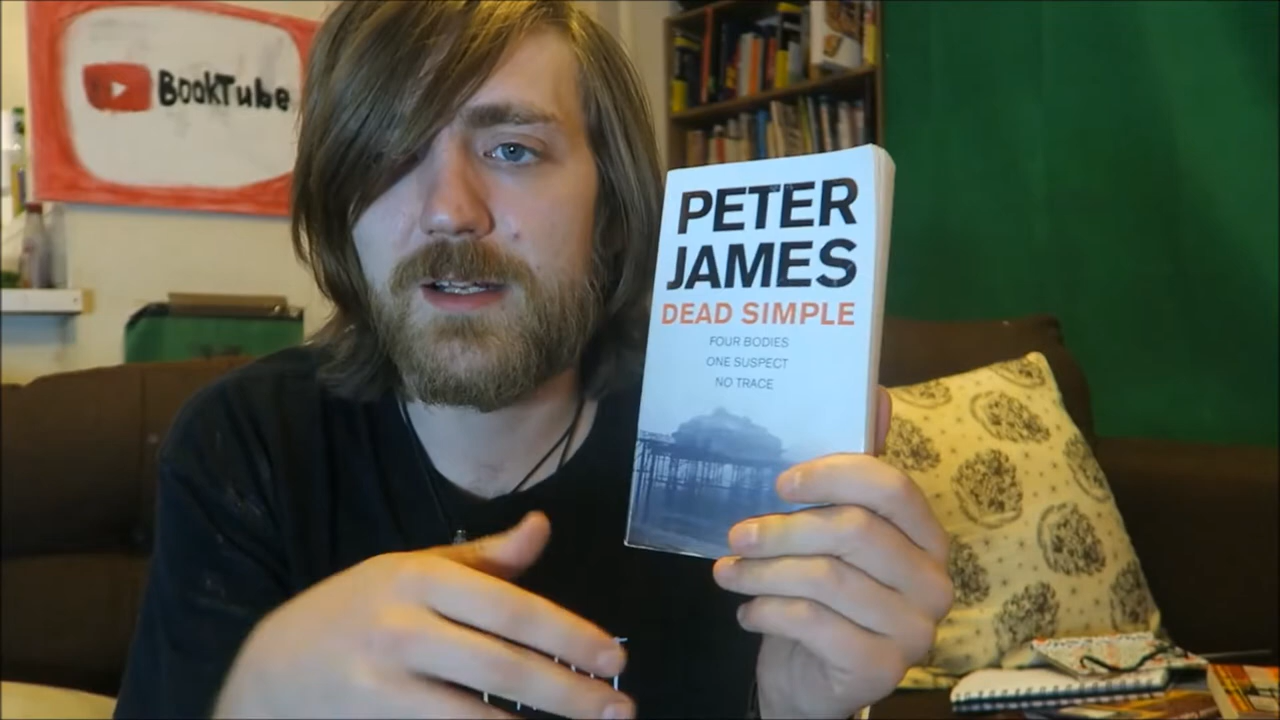 BookTube
PETER
JAMES
DEAD SIMPLE
FOUR BODIES
ONE SUSPECT
NO TRACE